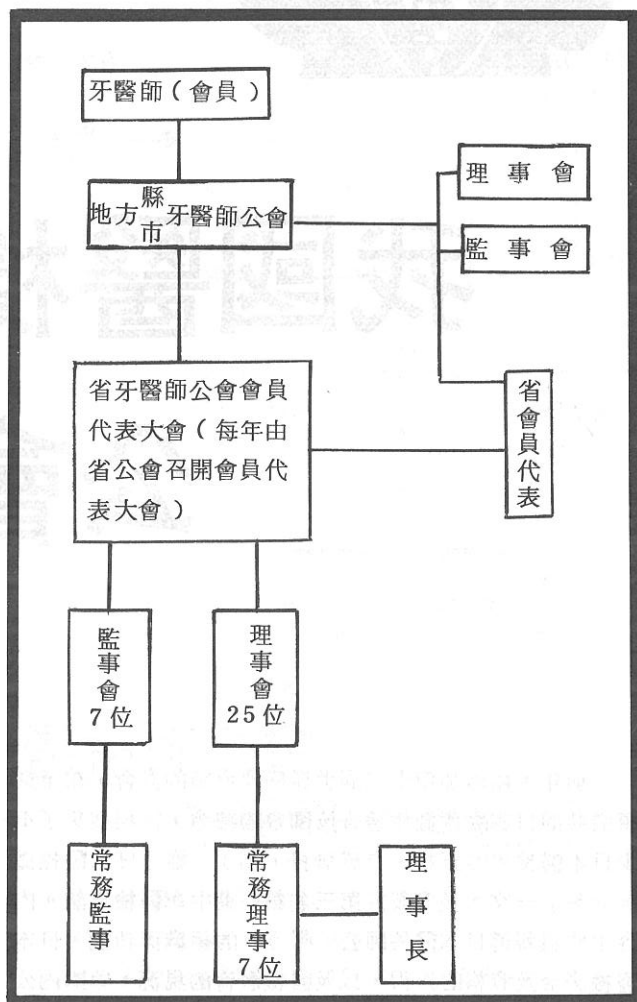 牙醫師（會員）
地方縣市牙醫師公會
理事會
監事會
省牙醫師公會會員
代表大會（每年由
省公會召開會員代
表大會）
省會員代表
監事會
7位
理事會
25位
常務監事
常務理事
7位
理事長